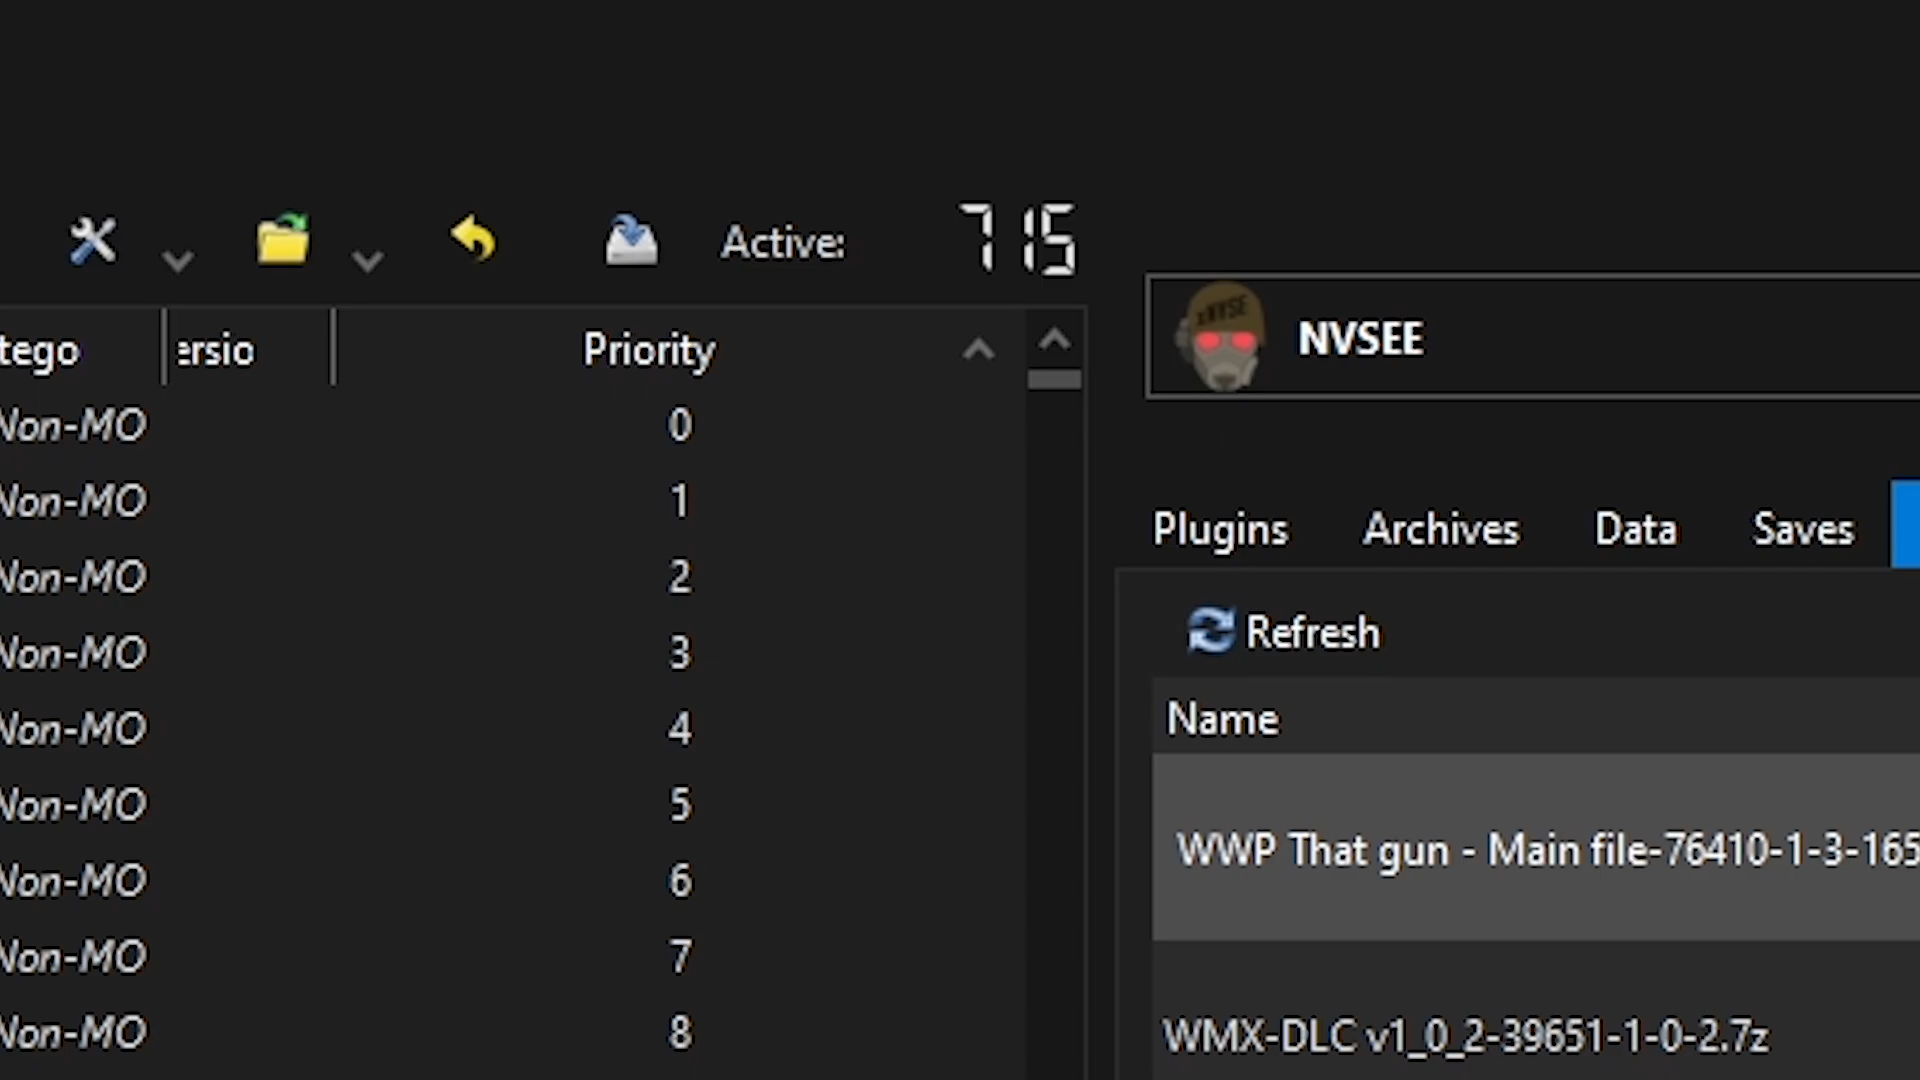 Active: 715
tego ersio Priority
Non-MO 0
Non-MO 1
Non-MO 2
Non-MO 3
Non-MO 4
Non-MO 5
Non-MO 6
Non-MO 7
Non-MO 8
xNVSE
NVSEE
Plugins Archives Data Saves
Refresh
Name
WWP That gun - Main file-76410-1-3-165
WMX-DLC v1_0_2-39651-1-0-2.7z